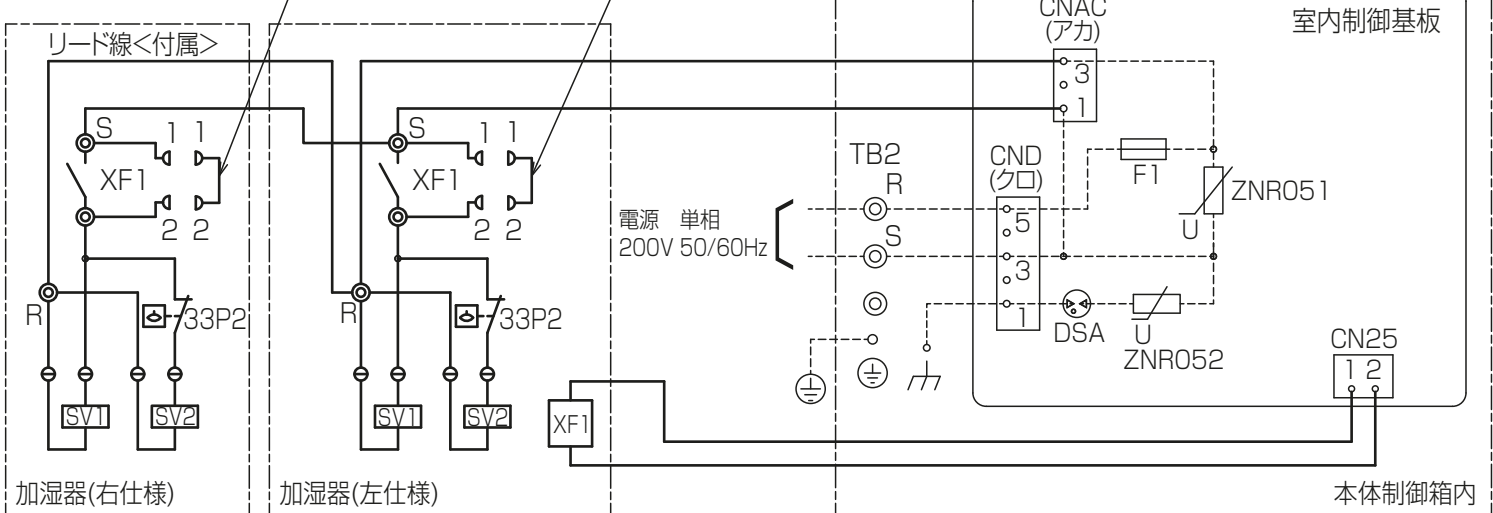 CNAC
(アカ)
室内制御基板
リード線<付属>
3
1
S
1 1
XF1
2 2
S
1 1
XF1
2 2
TB2
R
S
CND
(クロ)
5
3
1
F1
ZNR051
U
電源 単相
200V 50/60Hz
R
33P2
R
33P2
DSA
U
ZNR052
CN25
1 2
SV1
SV2
SV1
SV2
XF1
加湿器(右仕様)
加湿器(左仕様)
本体制御箱内